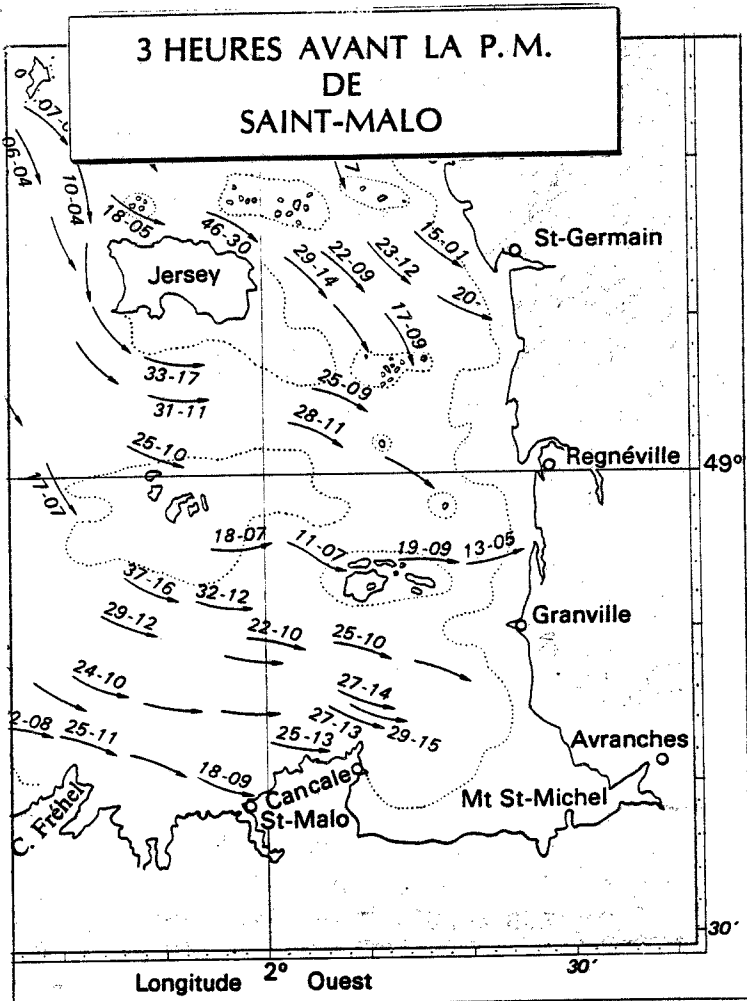 3 HEURES AVANT LA P. M.
DE
SAINT-MALO
06-04
10-04
18-05
46-30
29-14
22-09
23-12
15-01
St-Germain
Jersey
20-
17-09
33-17
31-11
25-09
28-11
25-10
Regnéville
49°
17-07
18-07
11-07
19-09
13-05
37-16
32-12
29-12
22-10
25-10
Granville
24-10
27-14
27-13
29-15
2-08
25-11
25-13
18-09
Avranches
Cancale
St-Malo
Mt St-Michel
C. Fréhel
30′
2°
30′
Longitude Ouest